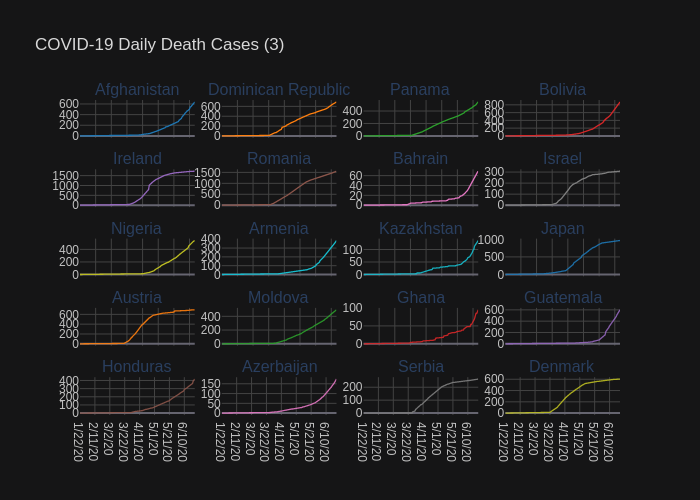 COVID-19 Daily Death Cases (3)
Afghanistan Dominican Republic Panama Bolivia
600 400 200 0
600 400 200 0
400 200 0
800 600 400 200 0
Ireland Romania Bahrain Israel
1500 1000 500 0
1500 1000 500 0
60 40 20 0
300 200 100 0
Nigeria Armenia Kazakhstan Japan
400 200 0
400 300 200 100 0
100 50 0
1000 500 0
Austria Moldova Ghana Guatemala
600 400 200 0
400 200 0
100 50 0
600 400 200 0
Honduras Azerbaijan Serbia Denmark
400 300 200 100 0
150 100 50 0
200 100 0
600 400 200 0
1/22/20 2/11/20 3/2/20 3/22/20 4/11/20 5/1/20 5/21/20 6/10/20
1/22/20 2/11/20 3/2/20 3/22/20 4/11/20 5/1/20 5/21/20 6/10/20
1/22/20 2/11/20 3/2/20 3/22/20 4/11/20 5/1/20 5/21/20 6/10/20
1/22/20 2/11/20 3/2/20 3/22/20 4/11/20 5/1/20 5/21/20 6/10/20